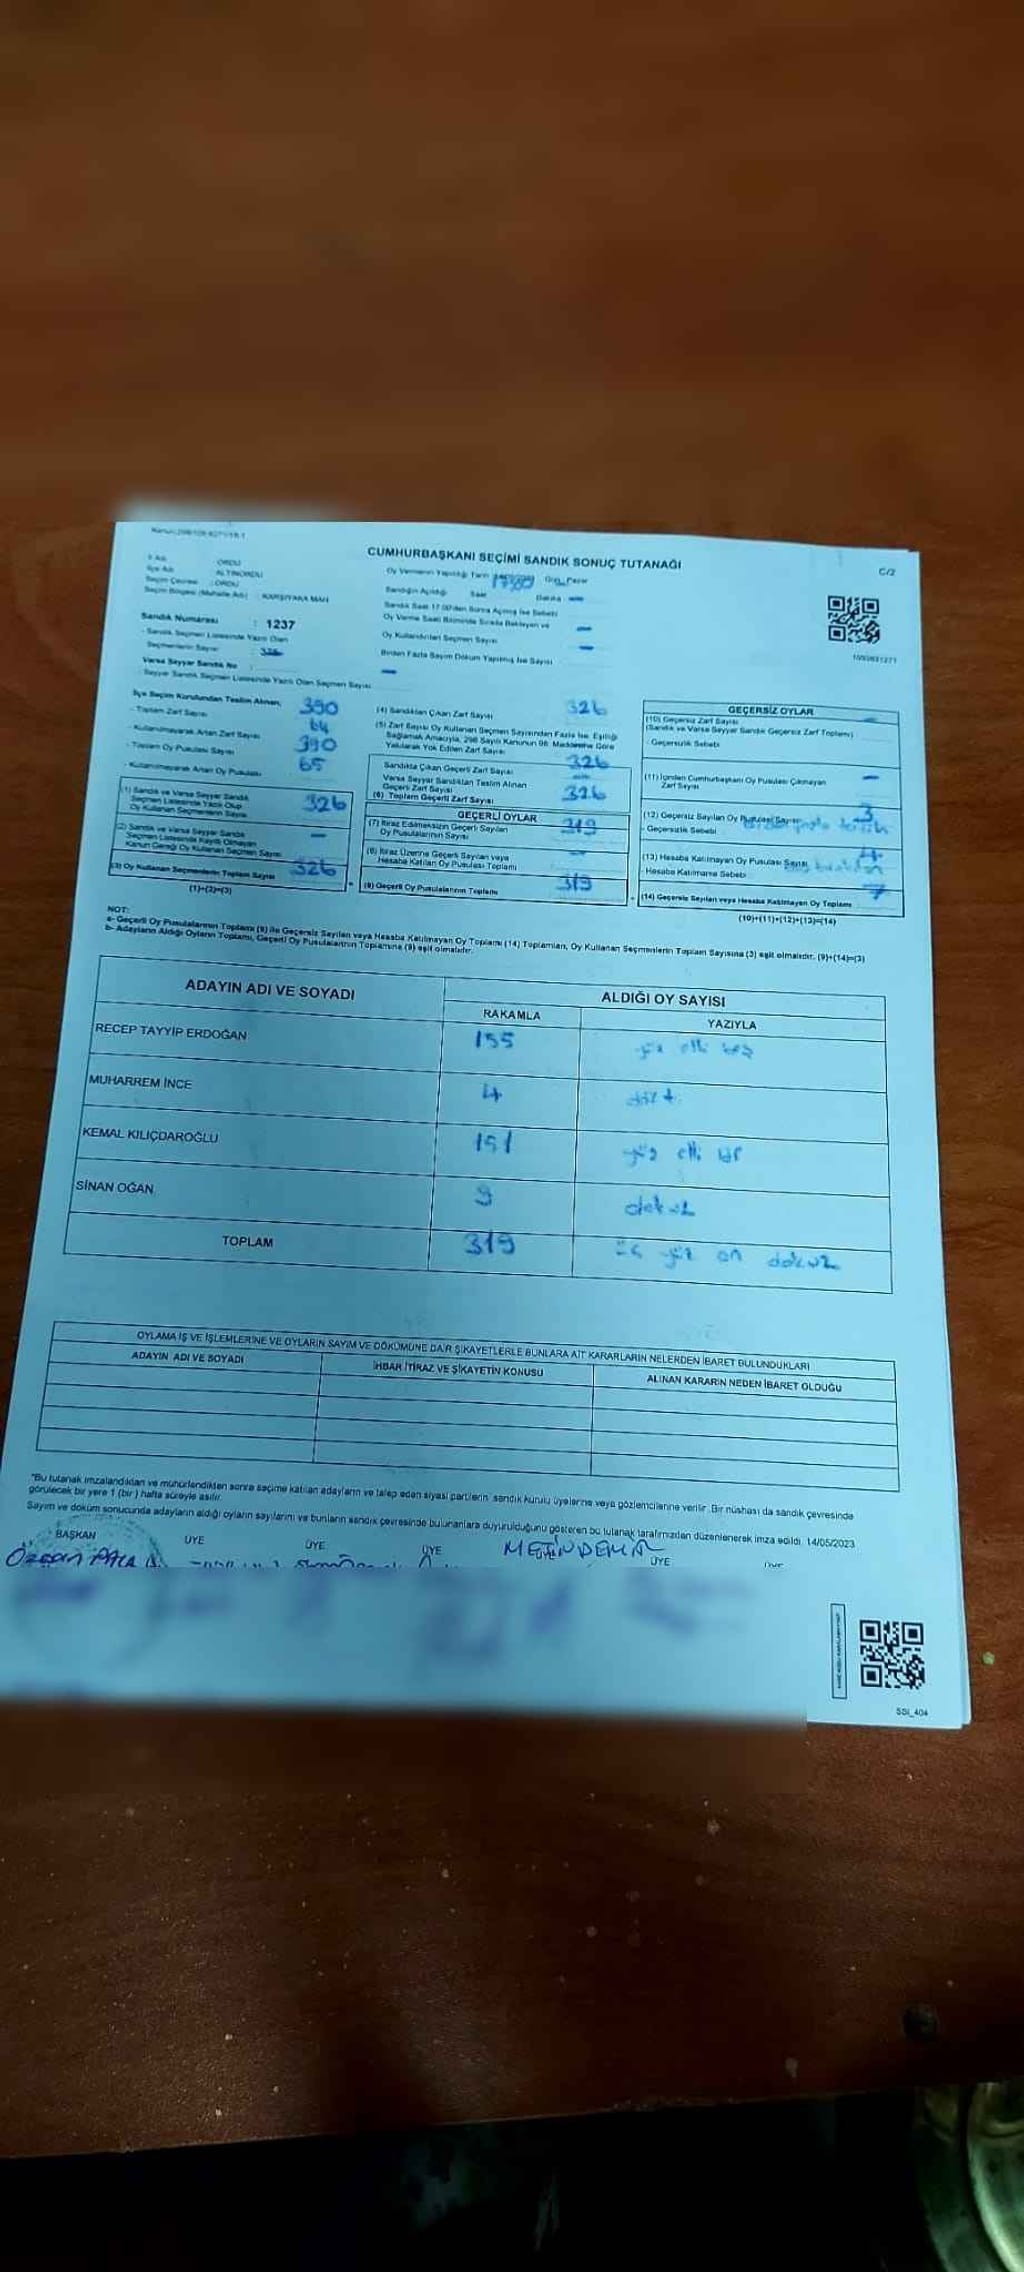 CUMHURBAŞKANI SEÇİMİ SANDIK SONUÇ TUTANAĞI
C/2
İl Adı : ORDU
İlçe Adı : ALTINORDU
Seçim Çevresi : ORDU
Seçim Bölgesi (Mahalle Adı) : KARŞIYAKA MAH
Sandık Numarası : 1237
- Sandık Seçmen Listesinde Yazılı Olan
Seçmenlerin Sayısı :
Varsa Seyyar Sandık No :
- Seyyar Sandık Seçmen Listesinde Yazılı Olan Seçmen Sayısı
Oy Vermenin Yapıldığı Tarih Gün Pazar
Sandığın Açıldığı Saat Dakika —
Sandık Saat 17.00'den Sonra Açılmış İse Sebebi
Oy Verme Saati Bitiminde Sırada Bekleyen ve —
Oy Kullandırılan Seçmen Sayısı —
Birden Fazla Sayım Döküm Yapılmış İse Sayısı
İlçe Seçim Kurulundan Teslim Alınan,
- Toplam Zarf Sayısı 390
- Kullanılmayarak Artan Zarf Sayısı 64
- Toplam Oy Pusulası Sayısı 390
- Kullanılmayarak Artan Oy Pusulası 65
(1) Sandık ve Varsa Seyyar Sandık
Seçmen Listesinde Yazılı Olup
Oy Kullanan Seçmenlerin Sayısı 326
(2) Sandık ve Varsa Seyyar Sandık
Seçmen Listesinde Kayıtlı Olmayan
Kanun Gereği Oy Kullanan Seçmen Sayısı —
(3) Oy Kullanan Seçmenlerin Toplam Sayısı 326
(1)+(2)=(3)
(4) Sandıktan Çıkan Zarf Sayısı 326
(5) Zarf Sayısı Oy Kullanan Seçmen Sayısından Fazla İse, Eşitliği
Sağlamak Amacıyla, 298 Sayılı Kanunun 98. Maddesine Göre
Yakılarak Yok Edilen Zarf Sayısı
Sandıkta Çıkan Geçerli Zarf Sayısı 326
Varsa Seyyar Sandıktan Teslim Alınan
Geçerli Zarf Sayısı —
(6) Toplam Geçerli Zarf Sayısı 326
GEÇERLİ OYLAR
(7) İtiraz Edilmeksizin Geçerli Sayılan
Oy Pusulalarının Sayısı 319
(8) İtiraz Üzerine Geçerli Sayılan veya
Hesaba Katılan Oy Pusulası Toplamı —
(9) Geçerli Oy Pusulalarının Toplamı 319
GEÇERSİZ OYLAR
(10) Geçersiz Zarf Sayısı —
(Sandık ve Varsa Seyyar Sandık Geçersiz Zarf Toplamı)
- Geçersizlik Sebebi
(11) İçinden Cumhurbaşkanı Oy Pusulası Çıkmayan —
Zarf Sayısı
(12) Geçersiz Sayılan Oy Pusulası Sayısı 3
- Geçersizlik Sebebi
(13) Hesaba Katılmayan Oy Pusulası Sayısı 4
- Hesaba Katılmama Sebebi
(14) Geçersiz Sayılan veya Hesaba Katılmayan Oy Toplamı 7
(10)+(11)+(12)+(13)=(14)
NOT:
a- Geçerli Oy Pusulalarının Toplamı (9) ile Geçersiz Sayılan veya Hesaba Katılmayan Oy Toplamı (14) Toplamları, Oy Kullanan Seçmenlerin Toplam Sayısına (3) eşit olmalıdır. (9)+(14)=(3)
b- Adayların Aldığı Oyların Toplamı, Geçerli Oy Pusulalarının Toplamına (9) eşit olmalıdır.
ADAYIN ADI VE SOYADI
ALDIĞI OY SAYISI
RAKAMLA
YAZIYLA
RECEP TAYYİP ERDOĞAN 155 yüz elli beş
MUHARREM İNCE 4 dört
KEMAL KILIÇDAROĞLU 151 yüz elli bir
SİNAN OĞAN 9 dokuz
TOPLAM 319 üç yüz on dokuz
OYLAMA İŞ VE İŞLEMLERİNE VE OYLARIN SAYIM VE DÖKÜMÜNE DAİR ŞİKAYETLERLE BUNLARA AİT KARARLARIN NELERDEN İBARET BULUNDUKLARI
ADAYIN ADI VE SOYADI
İHBAR İTİRAZ VE ŞİKAYETİN KONUSU
ALINAN KARARIN NEDEN İBARET OLDUĞU
"Bu tutanak imzalandıktan ve mühürlendikten sonra seçime katılan adayların ve talep eden siyasi partilerin sandık kurulu üyelerine veya gözlemcilerine verilir. Bir nüshası da sandık çevresinde
görülecek bir yere 1 (bir) hafta süreyle asılır.
Sayım ve döküm sonucunda adayların aldığı oyların sayılarını ve bunların sandık çevresinde bulunanlara duyurulduğunu gösteren bu tutanak tarafımızdan düzenlenerek imza edildi. 14/05/2023
BAŞKAN
ÜYE
ÜYE
ÜYE
ÜYE
ÜYE
METİN DEMİR
SSI_404